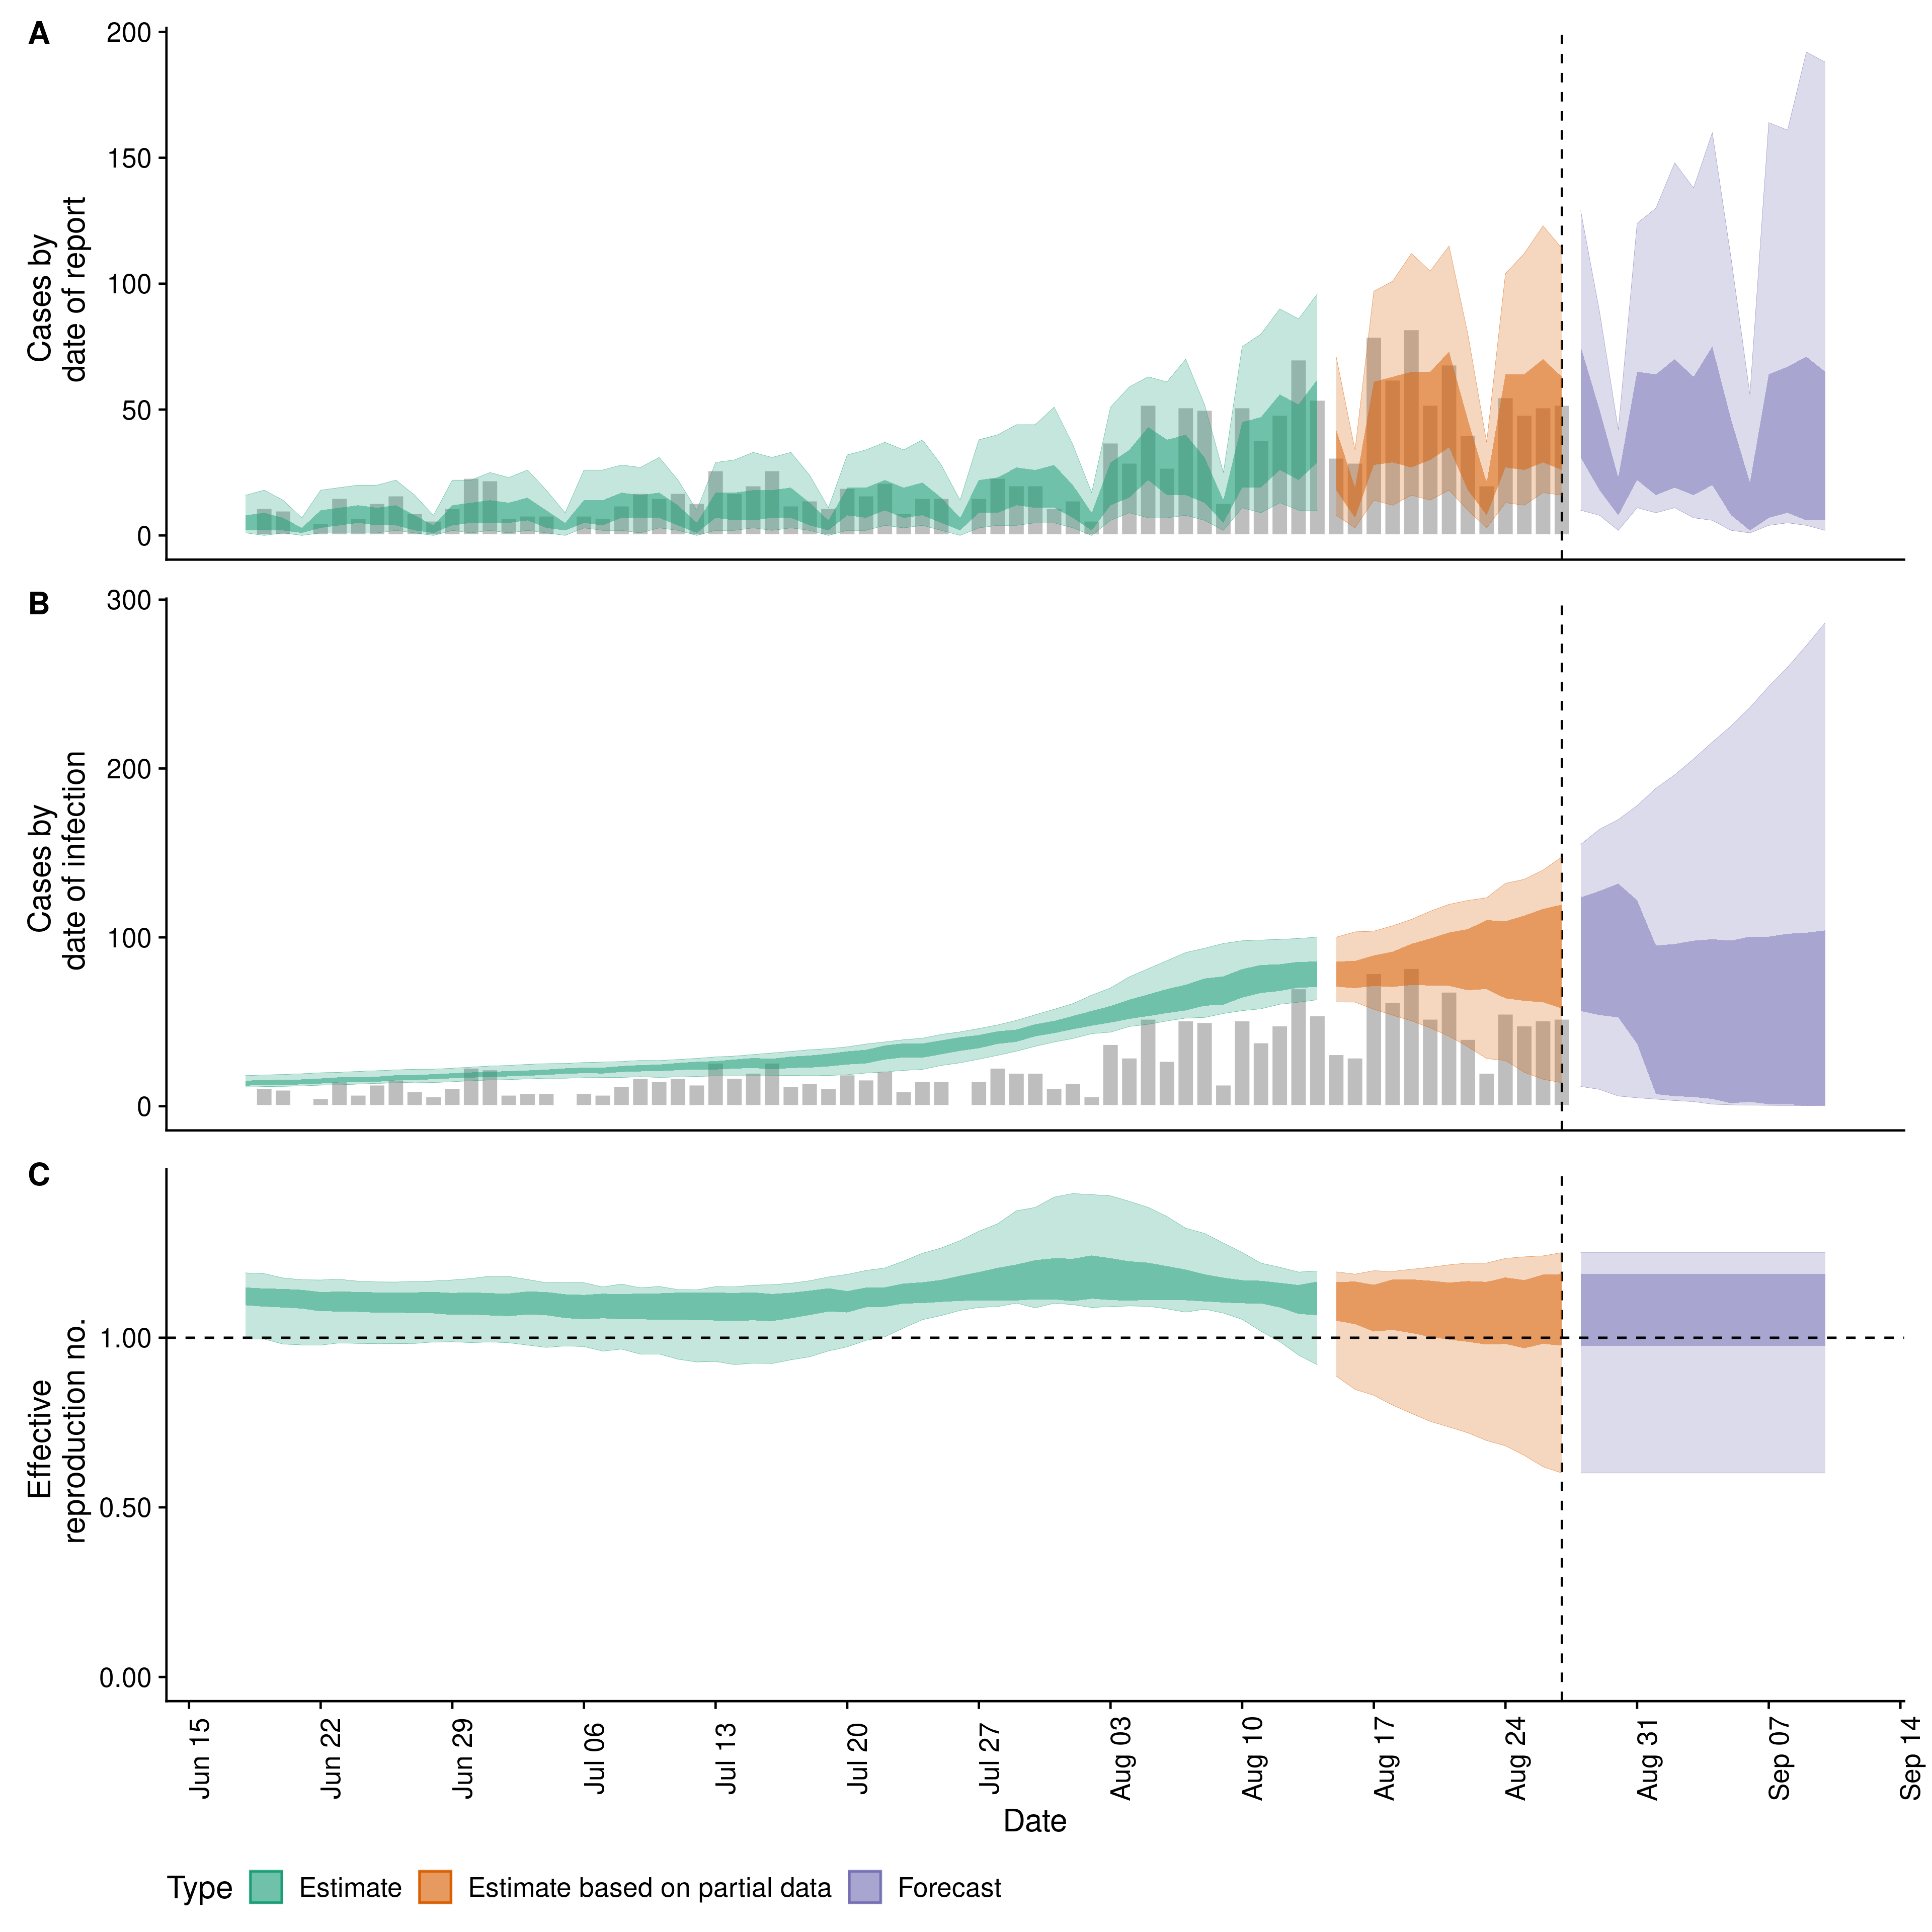 A
200
150
100
50
0
Cases by
date of report
B
300
200
100
0
Cases by
date of infection
C
1.00
0.50
0.00
Effective
reproduction no.
Jun 15
Jun 22
Jun 29
Jul 06
Jul 13
Jul 20
Jul 27
Aug 03
Aug 10
Aug 17
Aug 24
Aug 31
Sep 07
Sep 14
Date
Type Estimate Estimate based on partial data Forecast